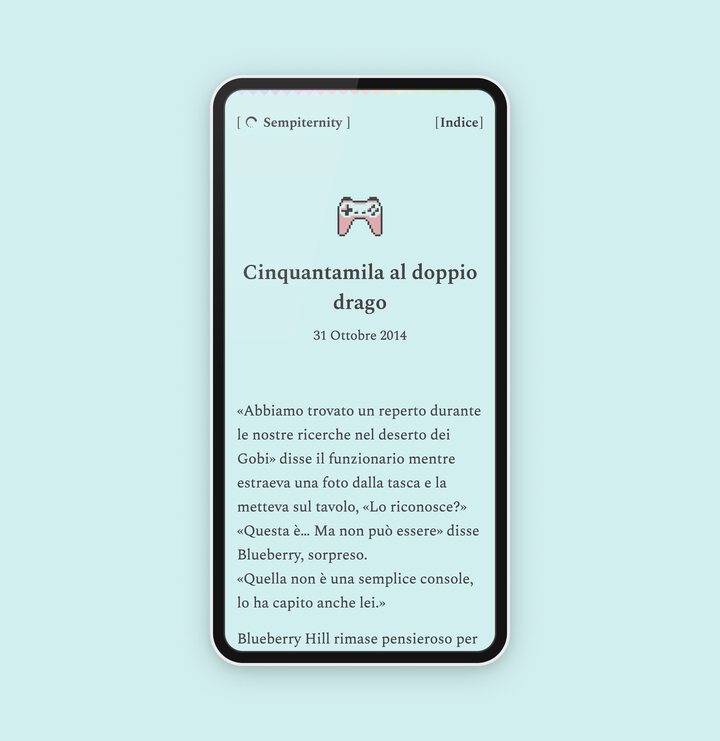 [ Sempiternity ] [Indice]
Cinquantamila al doppio
drago
31 Ottobre 2014
«Abbiamo trovato un reperto durante
le nostre ricerche nel deserto dei
Gobi» disse il funzionario mentre
estraeva una foto dalla tasca e la
metteva sul tavolo, «Lo riconosce?»
«Questa è… Ma non può essere» disse
Blueberry, sorpreso.
«Quella non è una semplice console,
lo ha capito anche lei.»
Blueberry Hill rimase pensieroso per